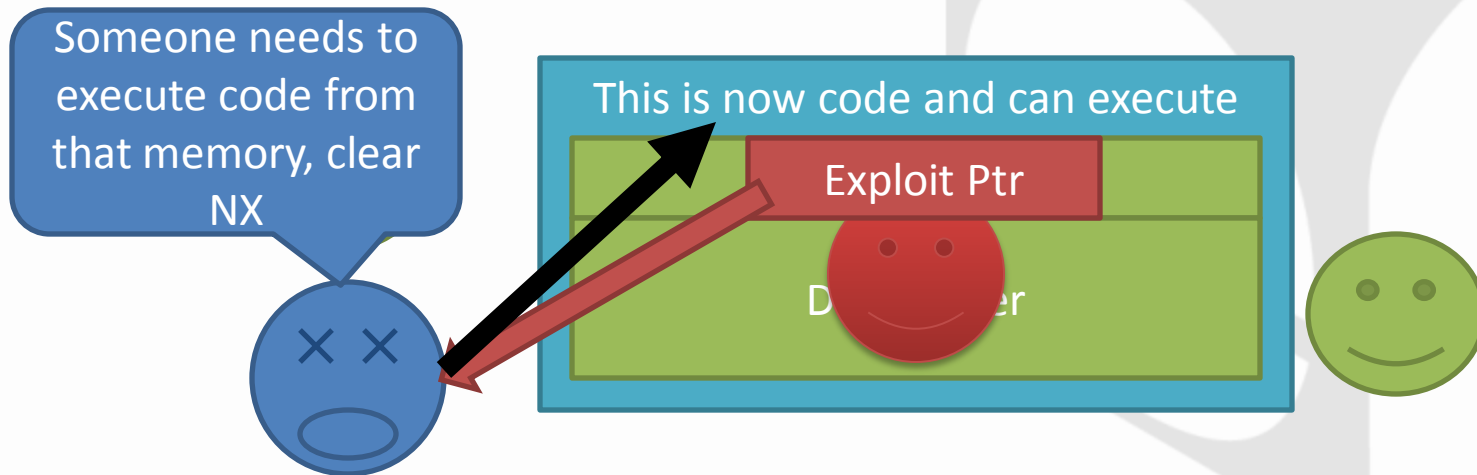 Someone needs to
execute code from
that memory, clear
NX
This is now code and can execute
Exploit Ptr